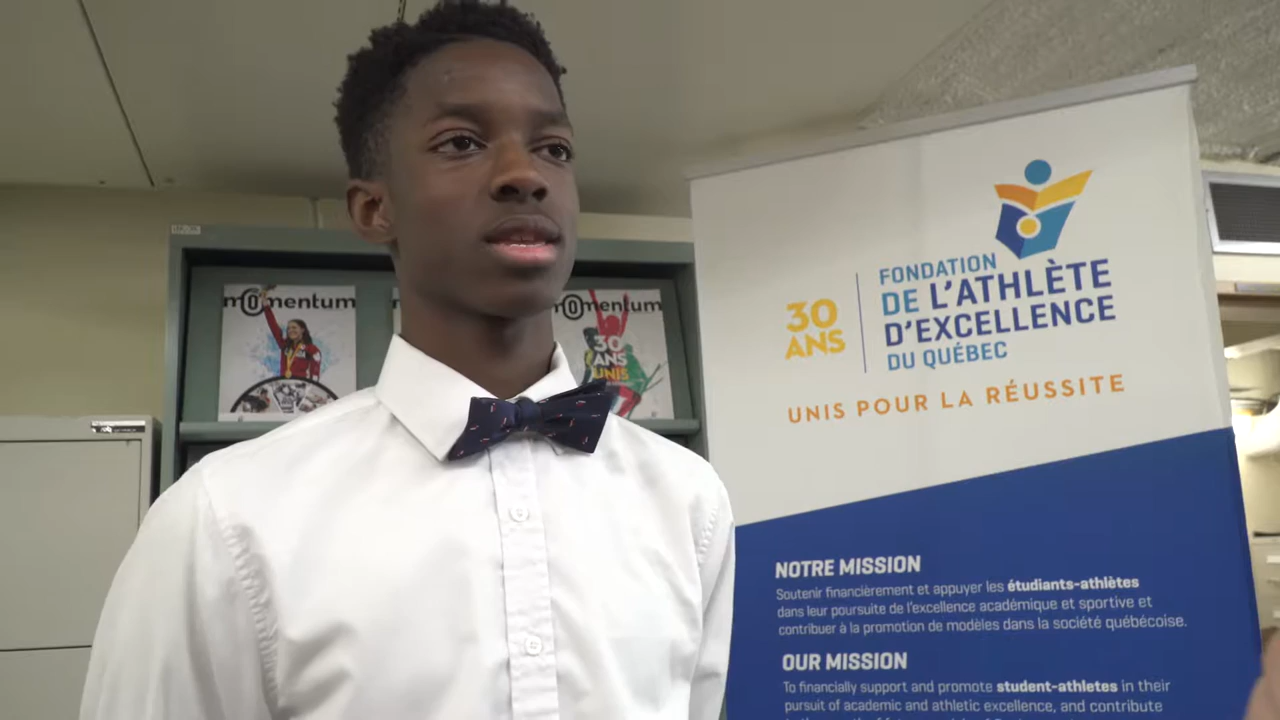 momentum
momentum
30
ANS
UNIS
30
ANS
FONDATION
DE L'ATHLÈTE
D'EXCELLENCE
DU QUÉBEC
UNIS POUR LA RÉUSSITE
NOTRE MISSION
Soutenir financièrement et appuyer les étudiants-athlètes
dans leur poursuite de l'excellence académique et sportive et
contribuer à la promotion de modèles dans la société québécoise.
OUR MISSION
To financially support and promote student-athletes in their
pursuit of academic and athletic excellence, and contribute